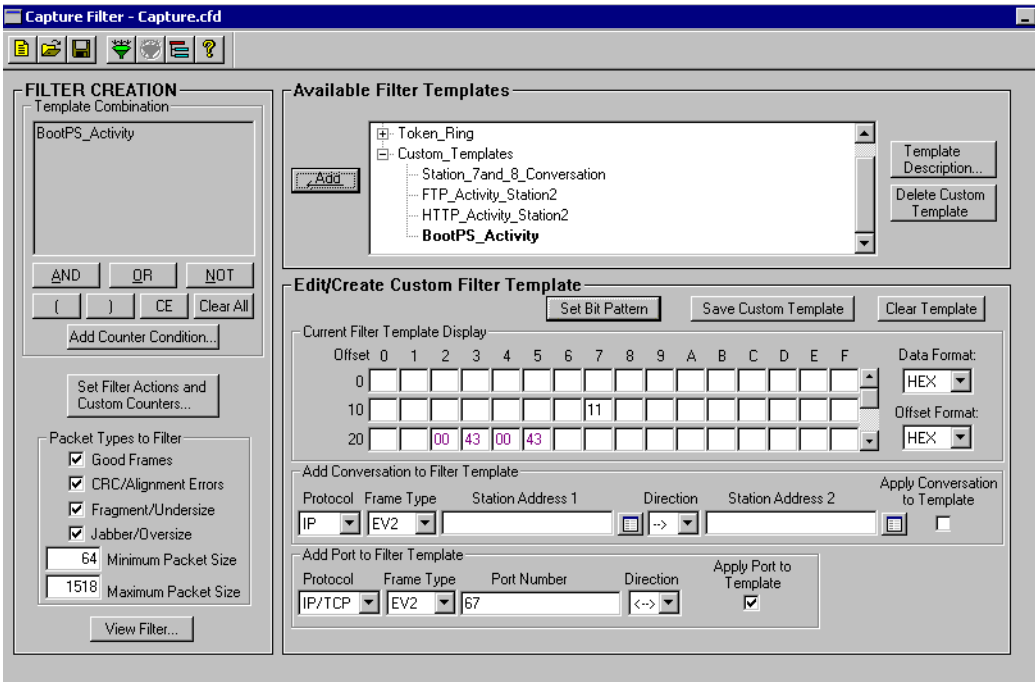 Capture Filter - Capture.cfd
FILTER CREATION
Template Combination
BootPS_Activity
AND OR NOT
( ) CE Clear All
Add Counter Condition...
Set Filter Actions and
Custom Counters...
Packet Types to Filter
Good Frames
CRC/Alignment Errors
Fragment/Undersize
Jabber/Oversize
64 Minimum Packet Size
1518 Maximum Packet Size
View Filter...
Available Filter Templates
Add
Token_Ring
Custom_Templates
Station_7and_8_Conversation
FTP_Activity_Station2
HTTP_Activity_Station2
BootPS_Activity
Template
Description...
Delete Custom
Template
Edit/Create Custom Filter Template
Set Bit Pattern Save Custom Template Clear Template
Current Filter Template Display
Offset 0 1 2 3 4 5 6 7 8 9 A B C D E F
0
10 11
20 00 43 00 43
Data Format:
HEX
Offset Format:
HEX
Add Conversation to Filter Template
Protocol Frame Type Station Address 1 Direction Station Address 2
Apply Conversation
to Template
IP EV2 -->
Add Port to Filter Template
Protocol Frame Type Port Number Direction
Apply Port to
Template
IP/TCP EV2 67 <-->